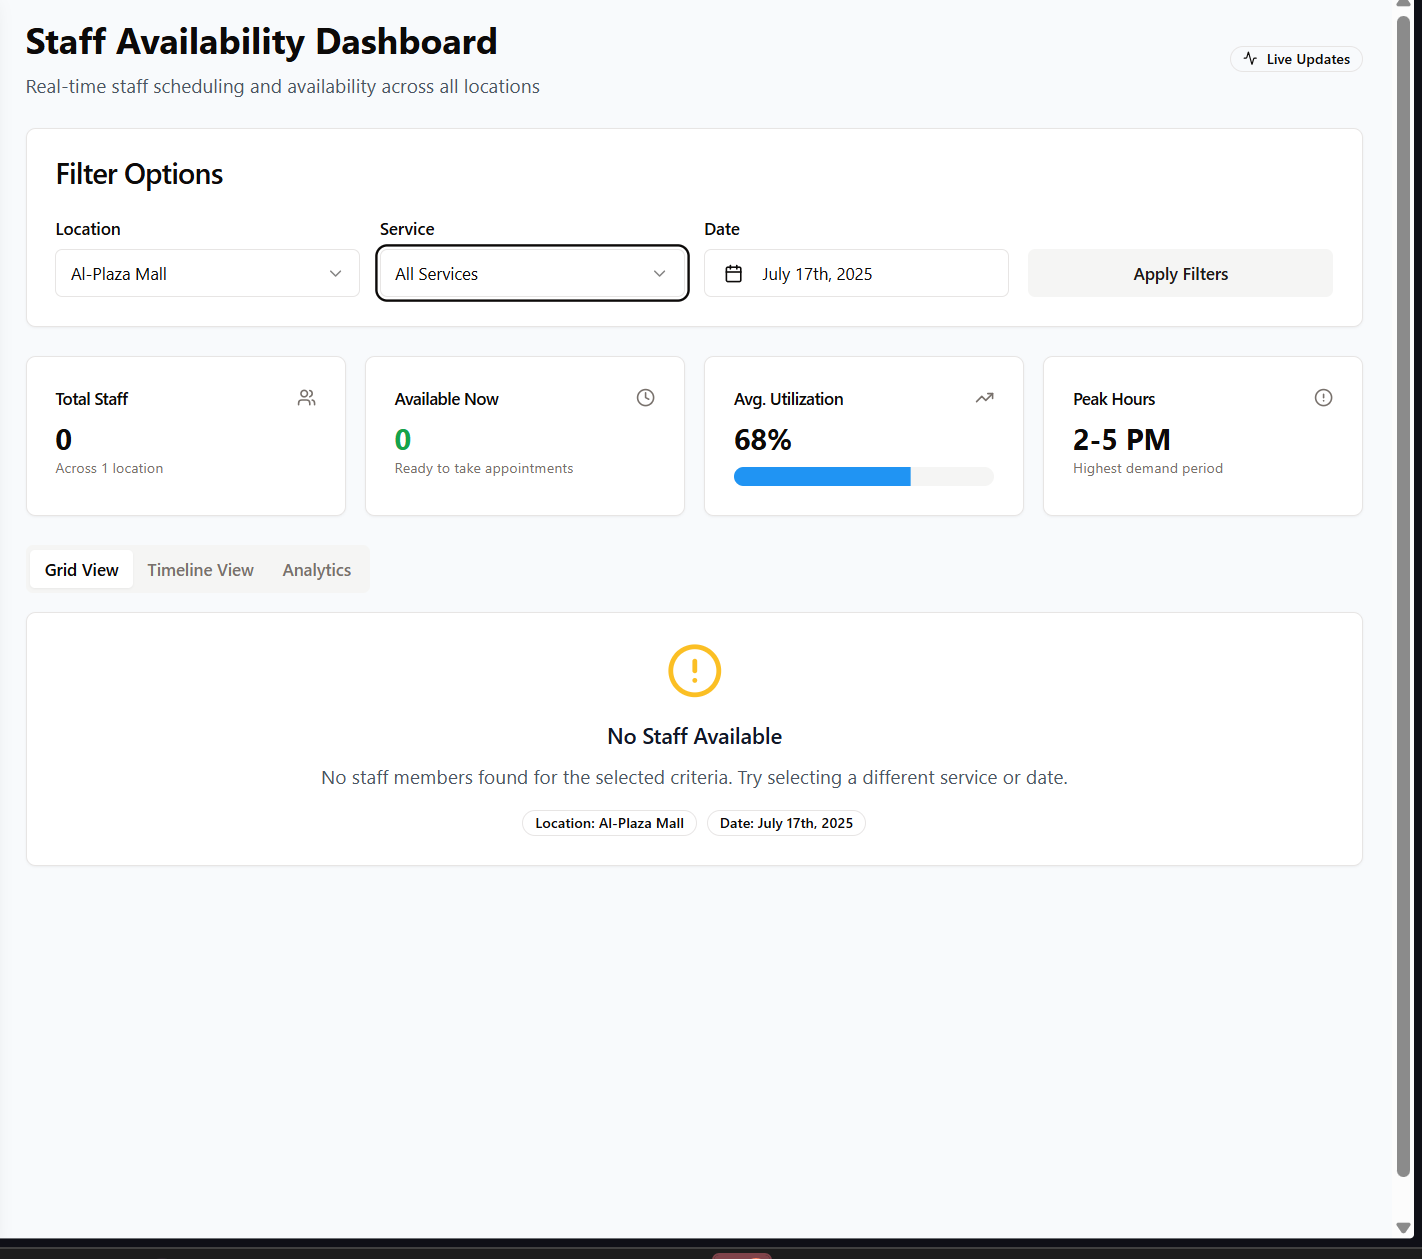 Staff Availability Dashboard
Real-time staff scheduling and availability across all locations
Live Updates
Filter Options
Location
Service
Date
Al-Plaza Mall
All Services
July 17th, 2025
Apply Filters
Total Staff
0
Across 1 location
Available Now
0
Ready to take appointments
Avg. Utilization
68%
Peak Hours
2-5 PM
Highest demand period
Grid View
Timeline View
Analytics
No Staff Available
No staff members found for the selected criteria. Try selecting a different service or date.
Location: Al-Plaza Mall
Date: July 17th, 2025